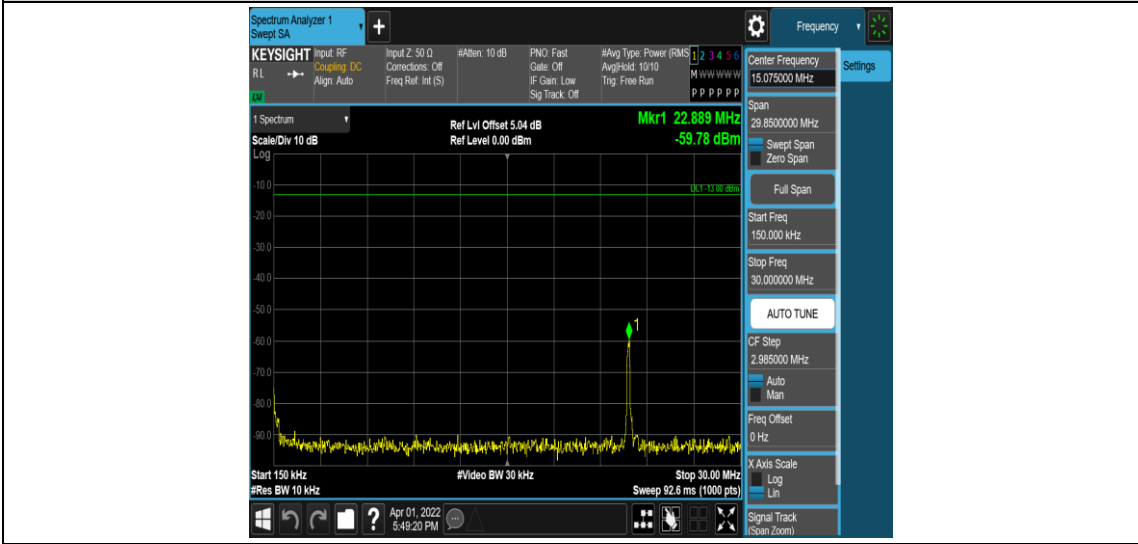 Spectrum Analyzer 1
Swept SA
+
Frequency
KEYSIGHT
RL
Input: RF
Coupling: DC
Align: Auto
Input Z: 50 Ω
Corrections: Off
Freq Ref: Int (S)
#Atten: 10 dB
PNO: Fast
Gate: Off
IF Gain: Low
Sig Track: Off
#Avg Type: Power (RMS
Avg|Hold: 10/10
Trig: Free Run
1 2 3 4 5 6
M W W W W W
P P P P P P
1 Spectrum
Scale/Div 10 dB
Log
Ref Lvl Offset 5.04 dB
Ref Level 0.00 dBm
Mkr1 22.889 MHz
-59.78 dBm
DL1 -13.00 dBm
-10.0
-20.0
-30.0
-40.0
-50.0
-60.0
-70.0
-80.0
-90.0
1
Start 150 kHz
#Res BW 10 kHz
#Video BW 30 kHz
Stop 30.00 MHz
Sweep 92.6 ms (1000 pts)
?
Apr 01, 2022
5:49:20 PM
Center Frequency
15.075000 MHz
Settings
Span
29.8500000 MHz
Swept Span
Zero Span
Full Span
Start Freq
150.000 kHz
Stop Freq
30.000000 MHz
AUTO TUNE
CF Step
2.985000 MHz
Auto
Man
Freq Offset
0 Hz
X Axis Scale
Log
Lin
Signal Track
(Span Zoom)